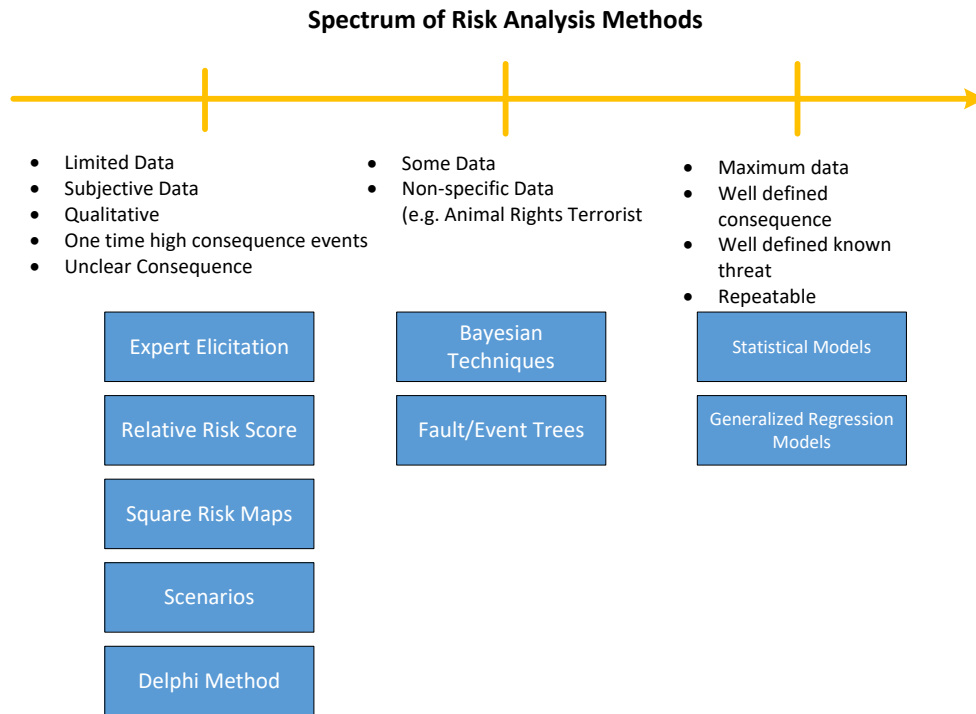 Spectrum of Risk Analysis Methods
• Limited Data
• Subjective Data
• Qualitative
• One time high consequence events
• Unclear Consequence
• Some Data
• Non-specific Data
(e.g. Animal Rights Terrorist
• Maximum data
• Well defined
consequence
• Well defined known
threat
• Repeatable
Expert Elicitation
Relative Risk Score
Square Risk Maps
Scenarios
Delphi Method
Bayesian
Techniques
Fault/Event Trees
Statistical Models
Generalized Regression
Models